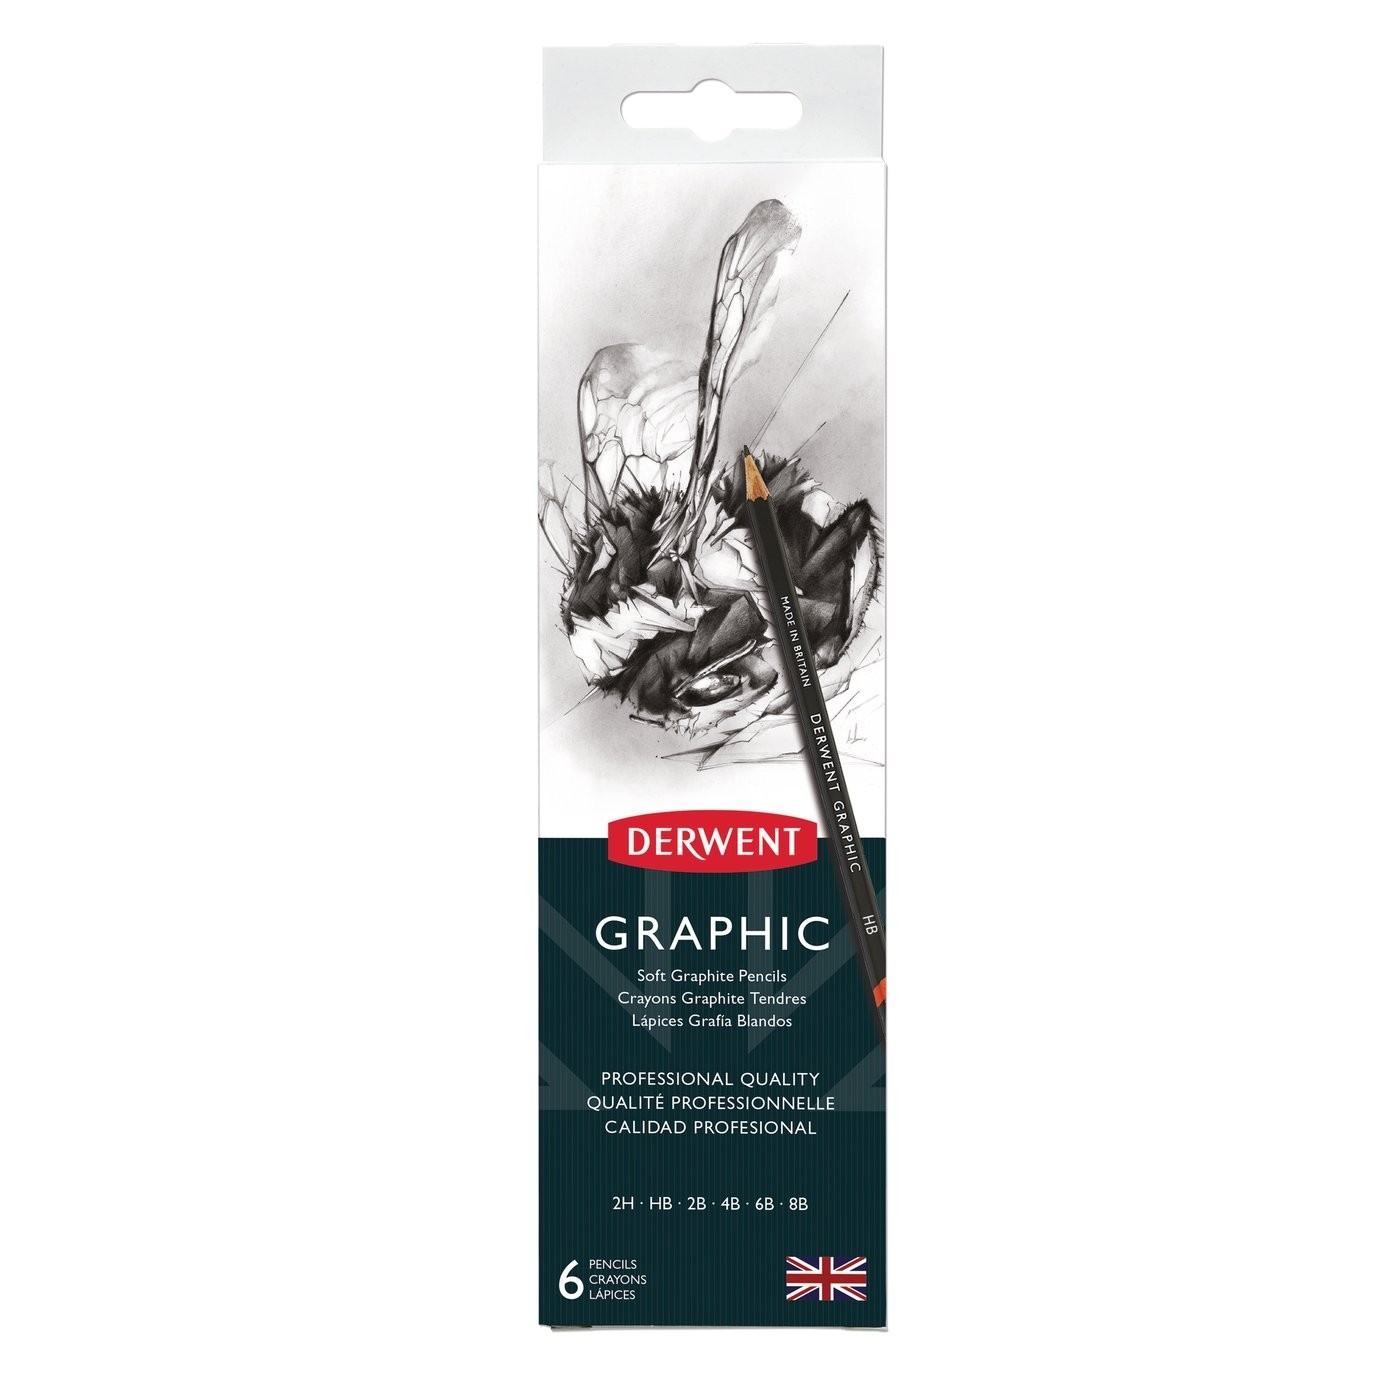 MADE IN BRITAIN DERWENT GRAPHIC HB
DERWENT
GRAPHIC
Soft Graphite Pencils
Crayons Graphite Tendres
Lápices Grafía Blandos
PROFESSIONAL QUALITY
QUALITÉ PROFESSIONNELLE
CALIDAD PROFESIONAL
2H · HB · 2B · 4B · 6B · 8B
6 PENCILS
CRAYONS
LÁPICES